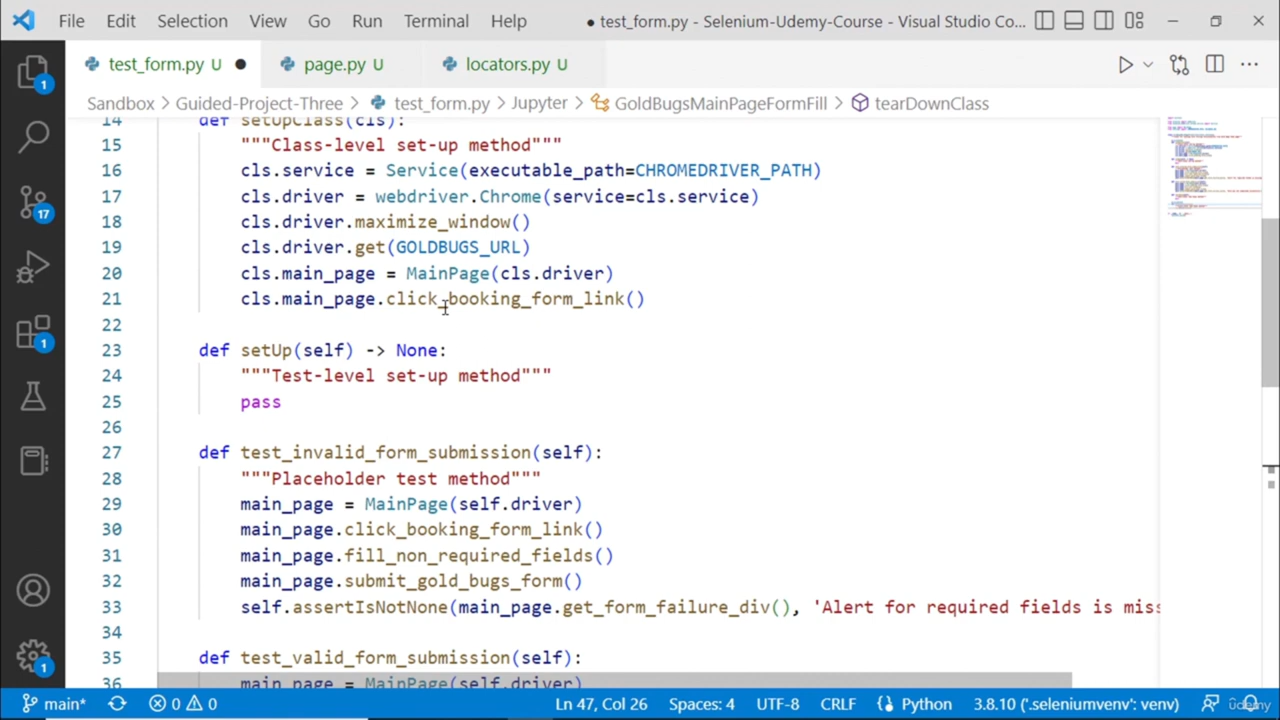 File Edit Selection View Go Run Terminal Help ● test_form.py - Selenium-Udemy-Course - Visual Studio Co...
test_form.py U ● page.py U locators.py U
Sandbox > Guided-Project-Three > test_form.py > Jupyter > GoldBugsMainPageFormFill > tearDownClass
14 def setUpClass(cls):
15 """Class-level set-up method"""
16 cls.service = Service(executable_path=CHROMEDRIVER_PATH)
17 cls.driver = webdriver.Chrome(service=cls.service)
18 cls.driver.maximize_window()
19 cls.driver.get(GOLDBUGS_URL)
20 cls.main_page = MainPage(cls.driver)
21 cls.main_page.click_booking_form_link()
22
23 def setUp(self) -> None:
24 """Test-level set-up method"""
25 pass
26
27 def test_invalid_form_submission(self):
28 """Placeholder test method"""
29 main_page = MainPage(self.driver)
30 main_page.click_booking_form_link()
31 main_page.fill_non_required_fields()
32 main_page.submit_gold_bugs_form()
33 self.assertIsNotNone(main_page.get_form_failure_div(), 'Alert for required fields is miss
34
35 def test_valid_form_submission(self):
36 main_page = MainPage(self.driver)
1
17
1
1
main* 0 0 Ln 47, Col 26 Spaces: 4 UTF-8 CRLF Python 3.8.10 ('.seleniumvenv': venv)
ûdemy